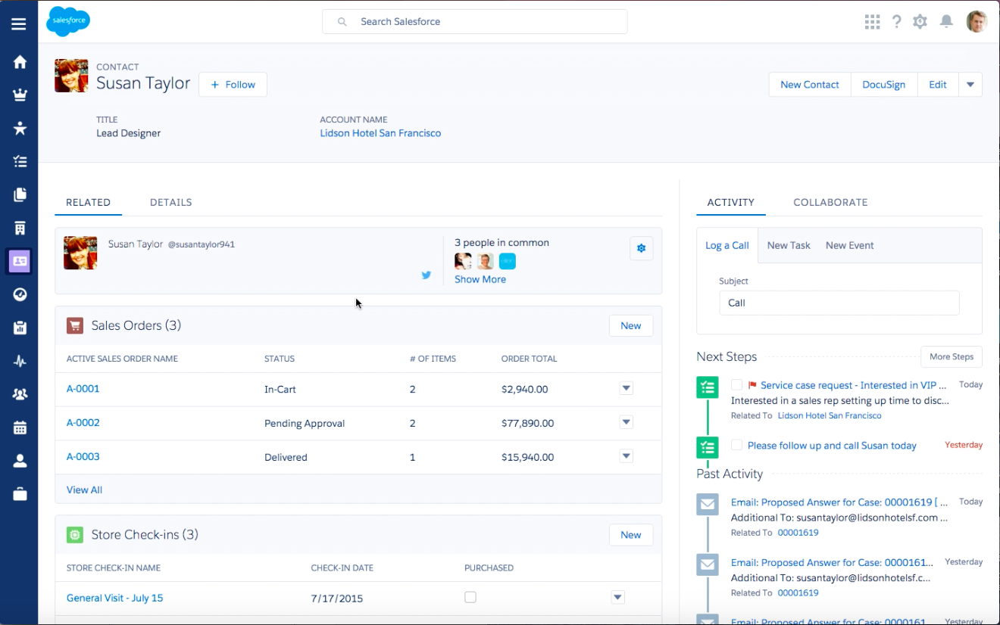 salesforce
Search Salesforce
?
CONTACT
Susan Taylor
+ Follow
New Contact
DocuSign
Edit
TITLE
Lead Designer
ACCOUNT NAME
Lidson Hotel San Francisco
RELATED
DETAILS
Susan Taylor @susantaylor941
3 people in common
Show More
Sales Orders (3)
New
ACTIVE SALES ORDER NAME STATUS # OF ITEMS ORDER TOTAL
A-0001 In-Cart 2 $2,940.00
A-0002 Pending Approval 2 $77,890.00
A-0003 Delivered 1 $15,940.00
View All
Store Check-ins (3)
New
STORE CHECK-IN NAME CHECK-IN DATE PURCHASED
General Visit - July 15 7/17/2015
ACTIVITY
COLLABORATE
Log a Call
New Task
New Event
Subject
Call
Next Steps
More Steps
Service case request - Interested in VIP ... Today
Interested in a sales rep setting up time to disc...
Related To Lidson Hotel San Francisco
Please follow up and call Susan today Yesterday
Past Activity
Email: Proposed Answer for Case: 00001619 [ ... Today
Additional To: susantaylor@lidsonhotelsf.com ...
Related To 00001619
Email: Proposed Answer for Case: 0000161... Yesterday
Additional To: susantaylor@lidsonhotelsf.c...
Related To 00001619
Email: Proposed Answer for Case: 0000161... Yesterday